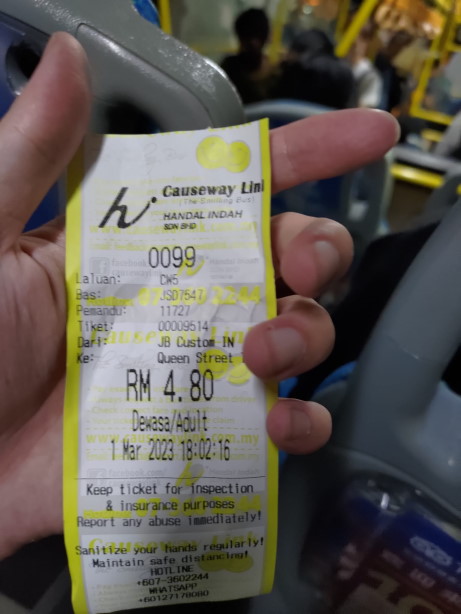 Causeway Link
(The Smiling Bus)
HANDAL INDAH
SDN BHD
0099
Laluan: CW5
Bas: JSD7547
Pemandu: 11727
Tiket: 00009514
Dari: JB Custom IN
Ke: Queen Street
RM 4.80
Dewasa/Adult
1 Mar 2023 18:02:16
Keep ticket for inspection
& insurance purposes
Report any abuse immediately!
Sanitize your hands regularly!
Maintain safe distancing!
HOTLINE
+607-3602244
WHATSAPP
+60127178080